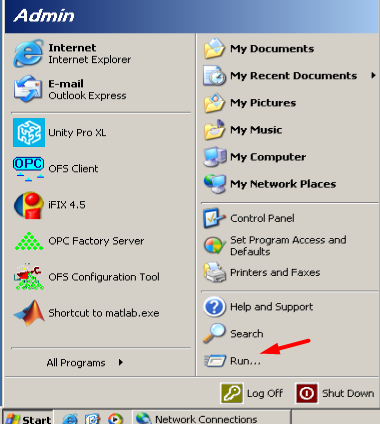 Admin
Internet
Internet Explorer
E-mail
Outlook Express
Unity Pro XL
OPC
OFS Client
iFIX 4.5
OPC Factory Server
OFS Configuration Tool
Shortcut to matlab.exe
All Programs
My Documents
My Recent Documents
My Pictures
My Music
My Computer
My Network Places
Control Panel
Set Program Access and
Defaults
Printers and Faxes
Help and Support
Search
Run...
Log Off
Shut Down
Start
Network Connections